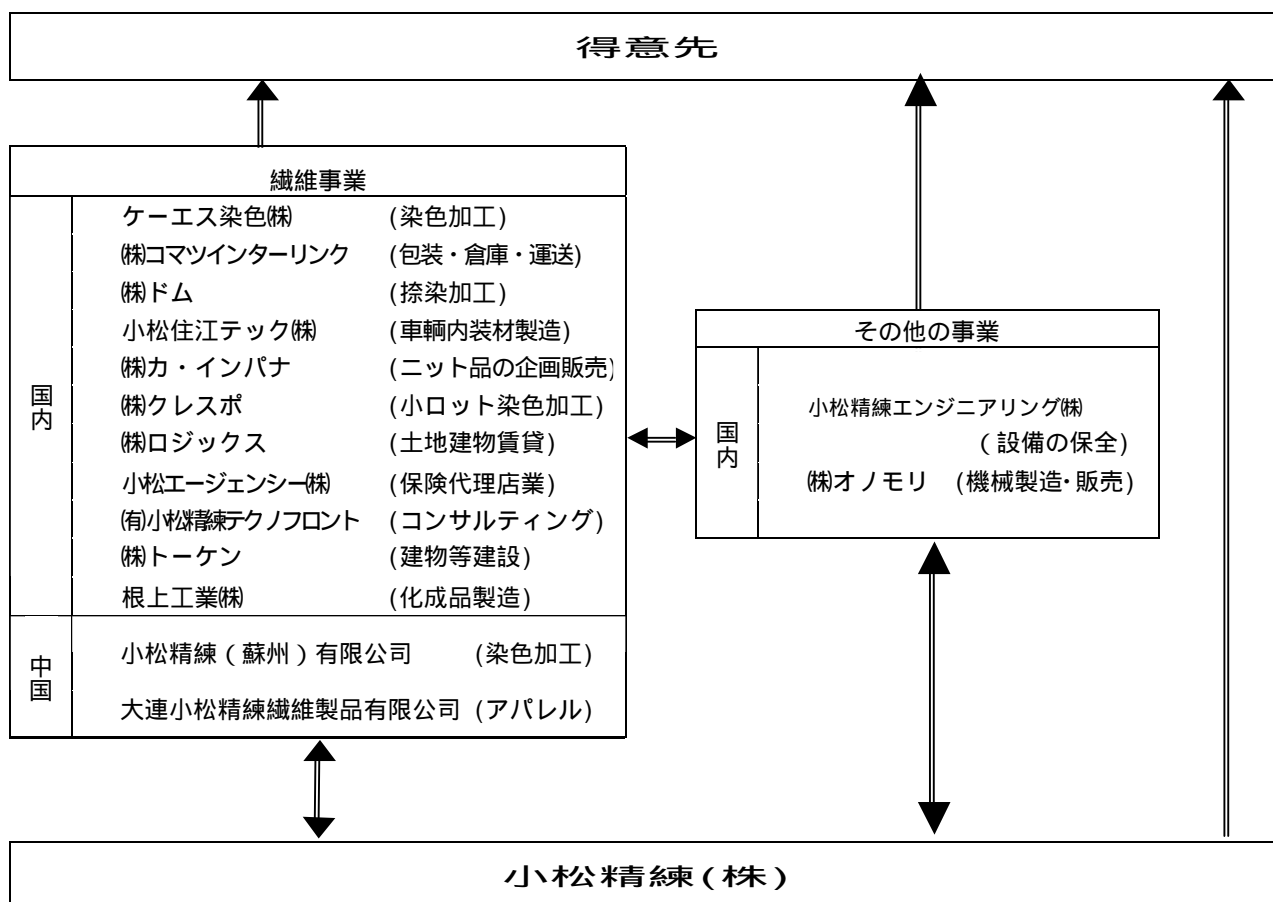 得意先
繊維事業
国内
ケーエス染色㈱ (染色加工)
㈱コマツインターリンク (包装・倉庫・運送)
㈱ドム (捺染加工)
小松住江テック㈱ (車輌内装材製造)
㈱カ・インパナ (ニット品の企画販売)
㈱クレスポ (小ロット染色加工)
㈱ロジックス (土地建物賃貸)
小松エージェンシー㈱ (保険代理店業)
㈲小松精練テクノフロント (コンサルティング)
㈱トーケン (建物等建設)
根上工業㈱ (化成品製造)
中国
小松精練(蘇州)有限公司 (染色加工)
大連小松精練繊維製品有限公司 (アパレル)
その他の事業
国内
小松精練エンジニアリング㈱
(設備の保全)
㈱オノモリ (機械製造・販売)
小松精練(株)